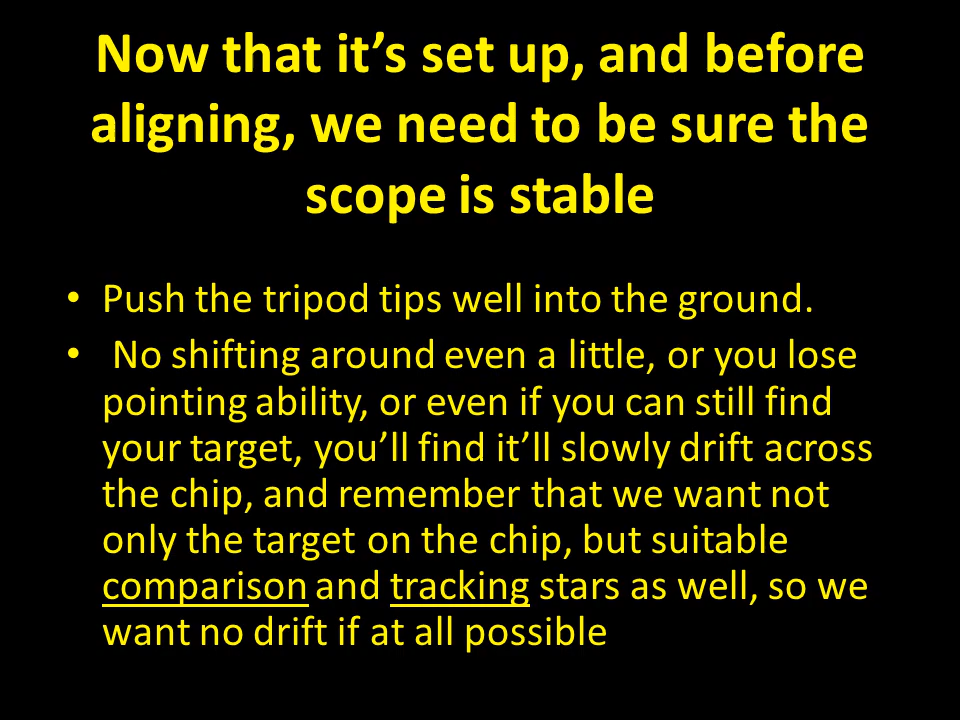 Now that it’s set up, and before
aligning, we need to be sure the
scope is stable
• Push the tripod tips well into the ground.
• No shifting around even a little, or you lose
pointing ability, or even if you can still find
your target, you’ll find it’ll slowly drift across
the chip, and remember that we want not
only the target on the chip, but suitable
comparison and tracking stars as well, so we
want no drift if at all possible